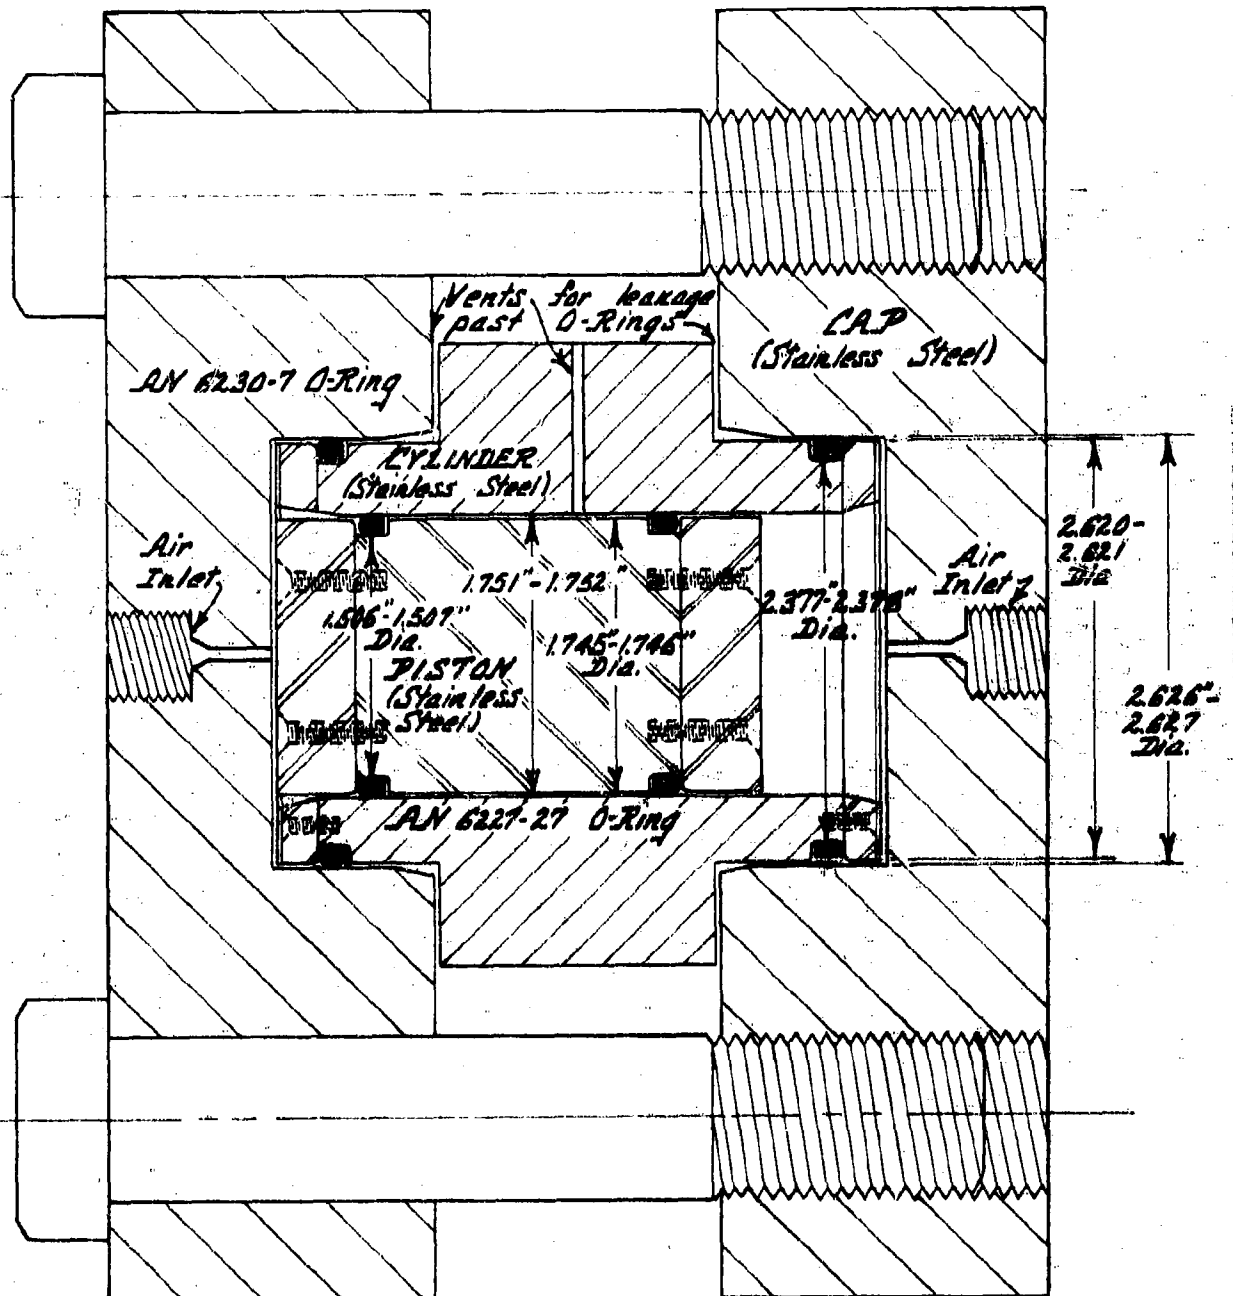 Vents for leakage
past O-Rings
CAP
(Stainless Steel)
AN 6230-7 O-Ring
CYLINDER
(Stainless Steel)
Air
Inlet
1.751"-1.752"
1.506"-1.507"
Dia.
1.745"-1.746"
Dia.
PISTON
(Stainless
Steel)
2.377"-2.378"
Dia.
Air
Inlet
2.620-
2.621
Dia
2.626"-
2.627
Dia.
AN 6227-27 O-Ring